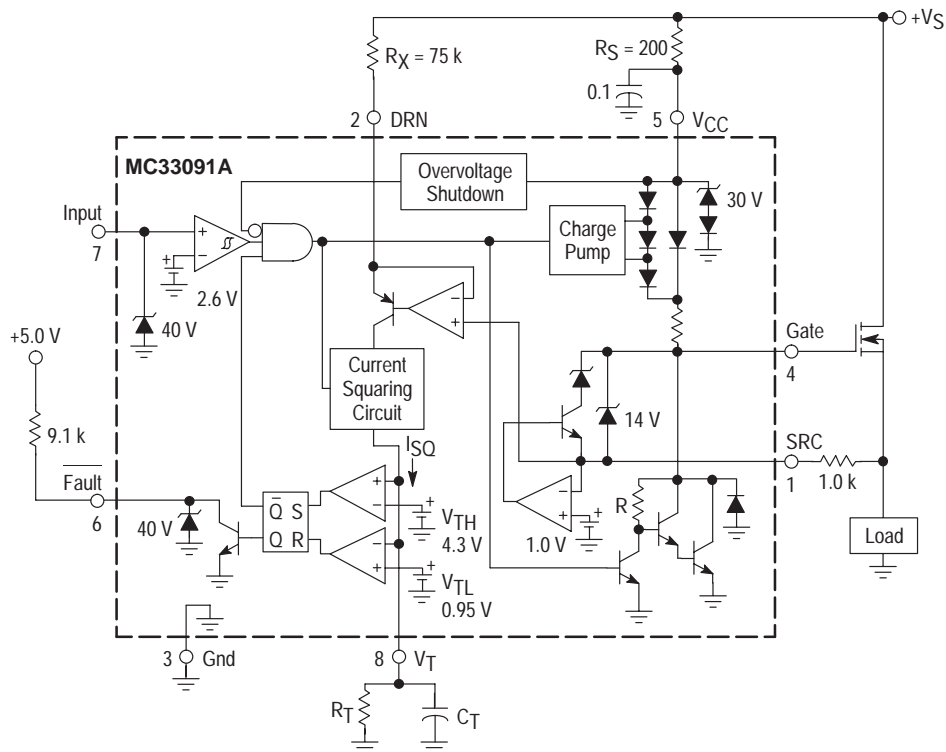 +VS
RX = 75 k
RS = 200
0.1
2 DRN
5 VCC
MC33091A
Overvoltage
Shutdown
30 V
Input
7
Charge
Pump
+
−
+
2.6 V
40 V
−
+
Gate
4
+5.0 V
Current
Squaring
Circuit
14 V
9.1 k
ISQ
SRC
1
1.0 k
Fault
6
Q S
Q R
+
−
+
VTH
4.3 V
R
+
1.0 V
Load
40 V
−
+
+
VTL
0.95 V
3 Gnd
8 VT
RT
CT